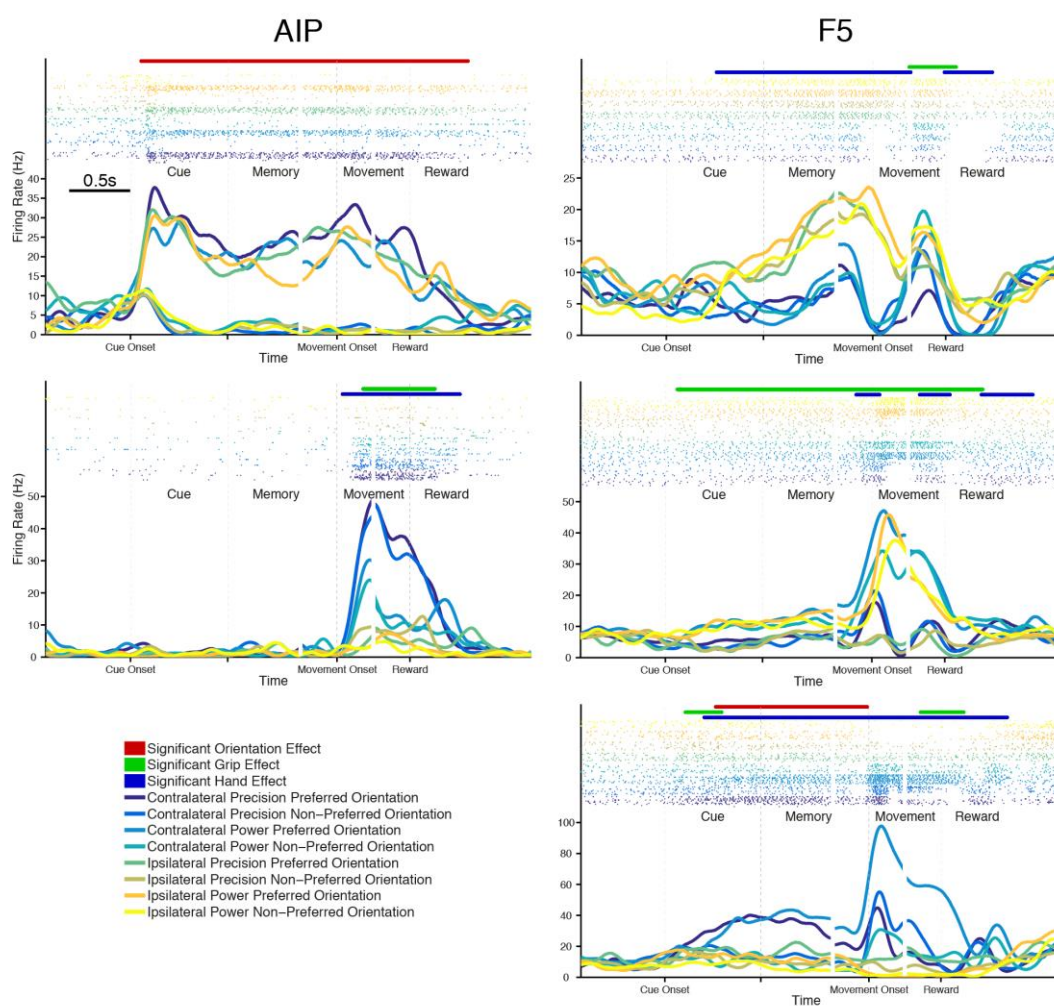 AIP
Firing Rate (Hz)
0.5s
Cue Memory Movement Reward
40
35
30
25
20
15
10
5
0
Cue Onset Movement Onset Reward
Time
Firing Rate (Hz)
Cue Memory Movement Reward
50
40
30
20
10
0
Cue Onset Movement Onset Reward
Time
Significant Orientation Effect
Significant Grip Effect
Significant Hand Effect
Contralateral Precision Preferred Orientation
Contralateral Precision Non-Preferred Orientation
Contralateral Power Preferred Orientation
Contralateral Power Non-Preferred Orientation
Ipsilateral Precision Preferred Orientation
Ipsilateral Precision Non-Preferred Orientation
Ipsilateral Power Preferred Orientation
Ipsilateral Power Non-Preferred Orientation
F5
Cue Memory Movement Reward
25
20
15
10
5
0
Cue Onset Movement Onset Reward
Time
Cue Memory Movement Reward
50
40
30
20
10
0
Cue Onset Movement Onset Reward
Time
Cue Memory Movement Reward
100
80
60
40
20
0
Cue Onset Movement Onset Reward
Time